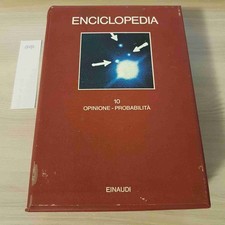 ENCICLOPEDIA
10
OPINIONE - PROBABILITÀ
EINAUDI